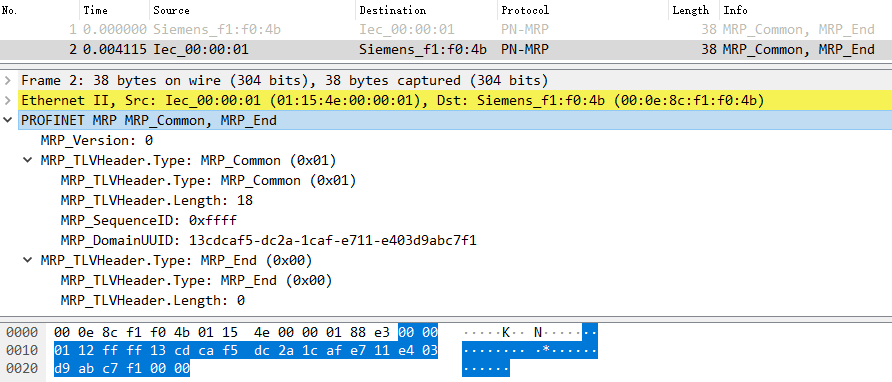 No. Time Source Destination Protocol Length Info
1 0.000000 Siemens_f1:f0:4b Iec_00:00:01 PN-MRP 38 MRP_Common, MRP_End
2 0.004115 Iec_00:00:01 Siemens_f1:f0:4b PN-MRP 38 MRP_Common, MRP_End
Frame 2: 38 bytes on wire (304 bits), 38 bytes captured (304 bits)
Ethernet II, Src: Iec_00:00:01 (01:15:4e:00:00:01), Dst: Siemens_f1:f0:4b (00:0e:8c:f1:f0:4b)
PROFINET MRP MRP_Common, MRP_End
MRP_Version: 0
MRP_TLVHeader.Type: MRP_Common (0x01)
MRP_TLVHeader.Type: MRP_Common (0x01)
MRP_TLVHeader.Length: 18
MRP_SequenceID: 0xffff
MRP_DomainUUID: 13cdcaf5-dc2a-1caf-e711-e403d9abc7f1
MRP_TLVHeader.Type: MRP_End (0x00)
MRP_TLVHeader.Type: MRP_End (0x00)
MRP_TLVHeader.Length: 0
0000 00 0e 8c f1 f0 4b 01 15 4e 00 00 01 88 e3 00 00 ·····K·· N·······
0010 01 12 ff ff 13 cd ca f5 dc 2a 1c af e7 11 e4 03 ········ ·*······
0020 d9 ab c7 f1 00 00 ······